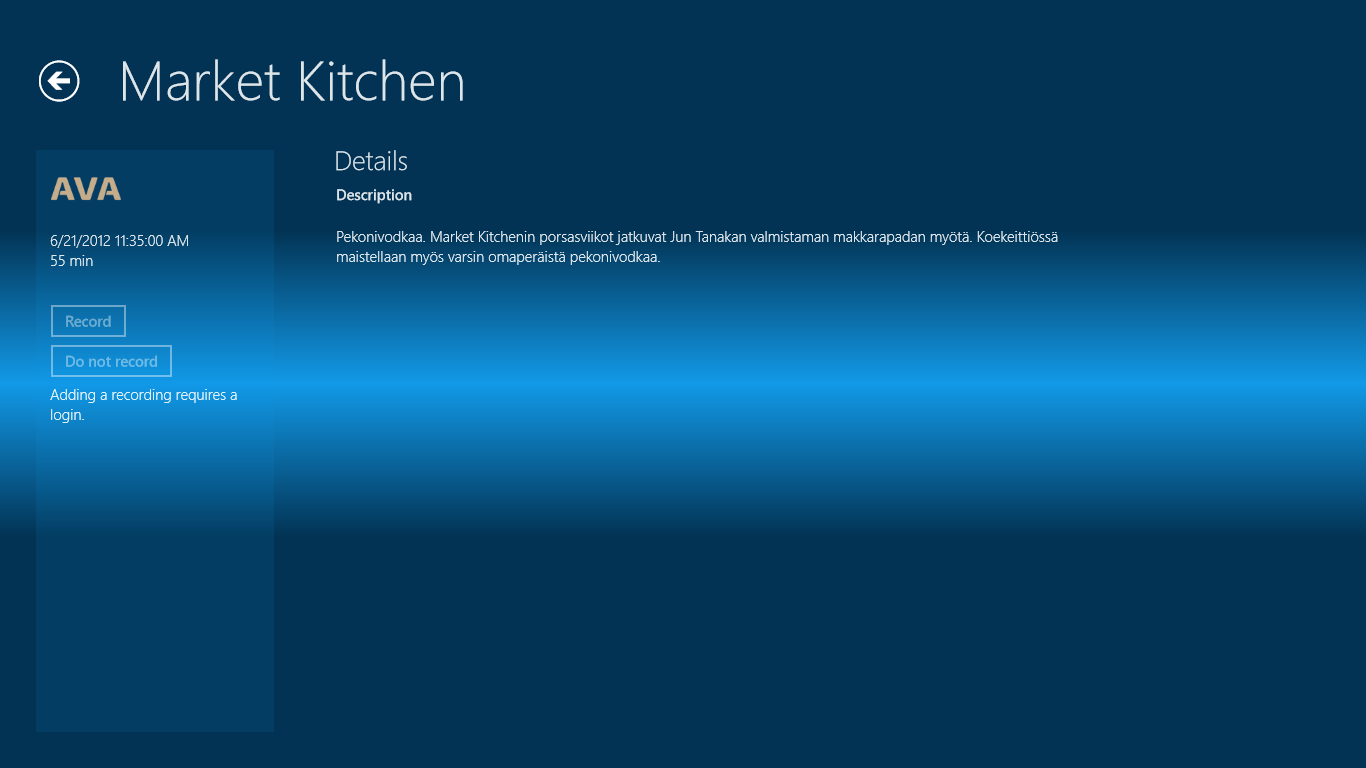 Market Kitchen
AVA
6/21/2012 11:35:00 AM
55 min
Record
Do not record
Adding a recording requires a
login.
Details
Description
Pekonivodkaa. Market Kitchenin porsasviikot jatkuvat Jun Tanakan valmistaman makkarapadan myötä. Koekeittiössä
maistellaan myös varsin omaperäistä pekonivodkaa.